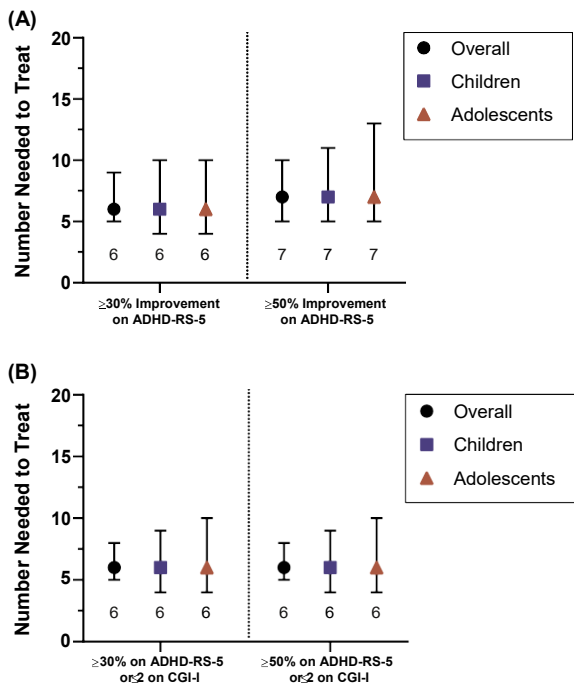 (A)
Number Needed to Treat
20
15
10
5
0
6 6 6 7 7 7
≥30% Improvement
on ADHD-RS-5
≥50% Improvement
on ADHD-RS-5
Overall
Children
Adolescents
(B)
Number Needed to Treat
20
15
10
5
0
6 6 6 6 6 6
≥30% on ADHD-RS-5
or≤2 on CGI-I
≥50% on ADHD-RS-5
or≤2 on CGI-I
Overall
Children
Adolescents